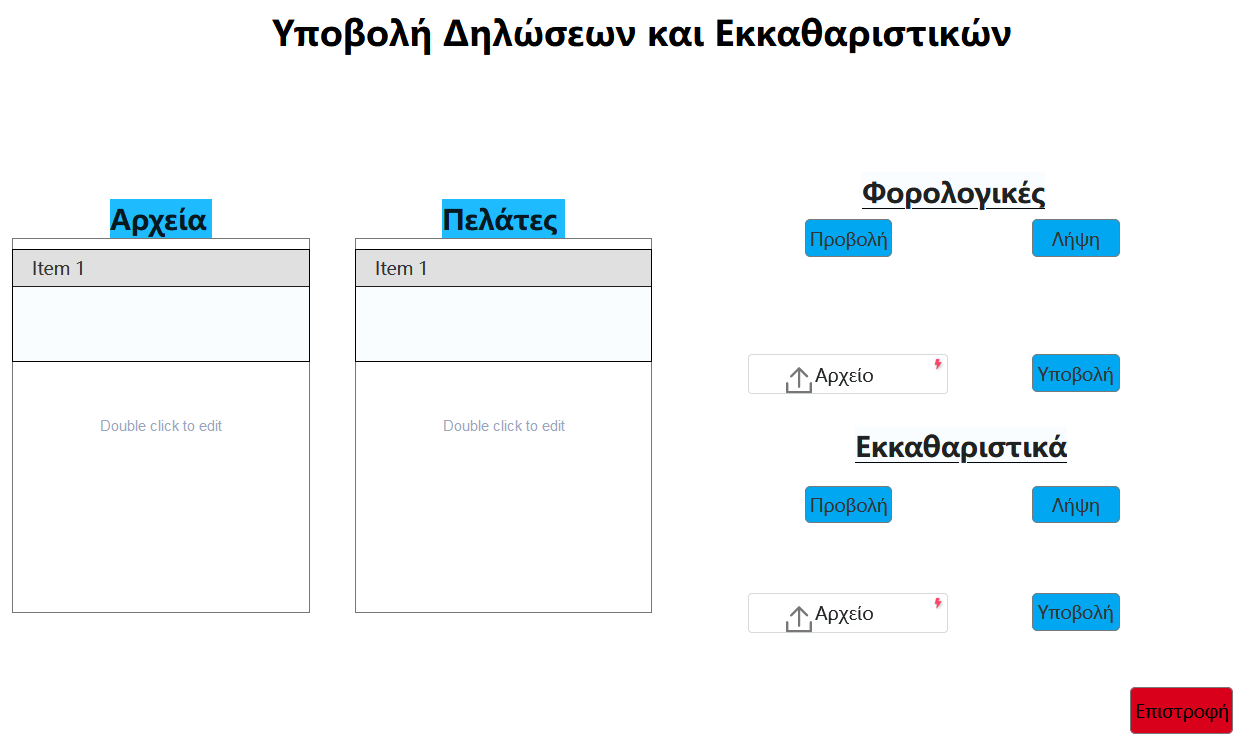 Υποβολή Δηλώσεων και Εκκαθαριστικών
Αρχεία
Item 1
Double click to edit
Πελάτες
Item 1
Double click to edit
Φορολογικές
Προβολή
Λήψη
Αρχείο
Υποβολή
Εκκαθαριστικά
Προβολή
Λήψη
Αρχείο
Υποβολή
Επιστροφή